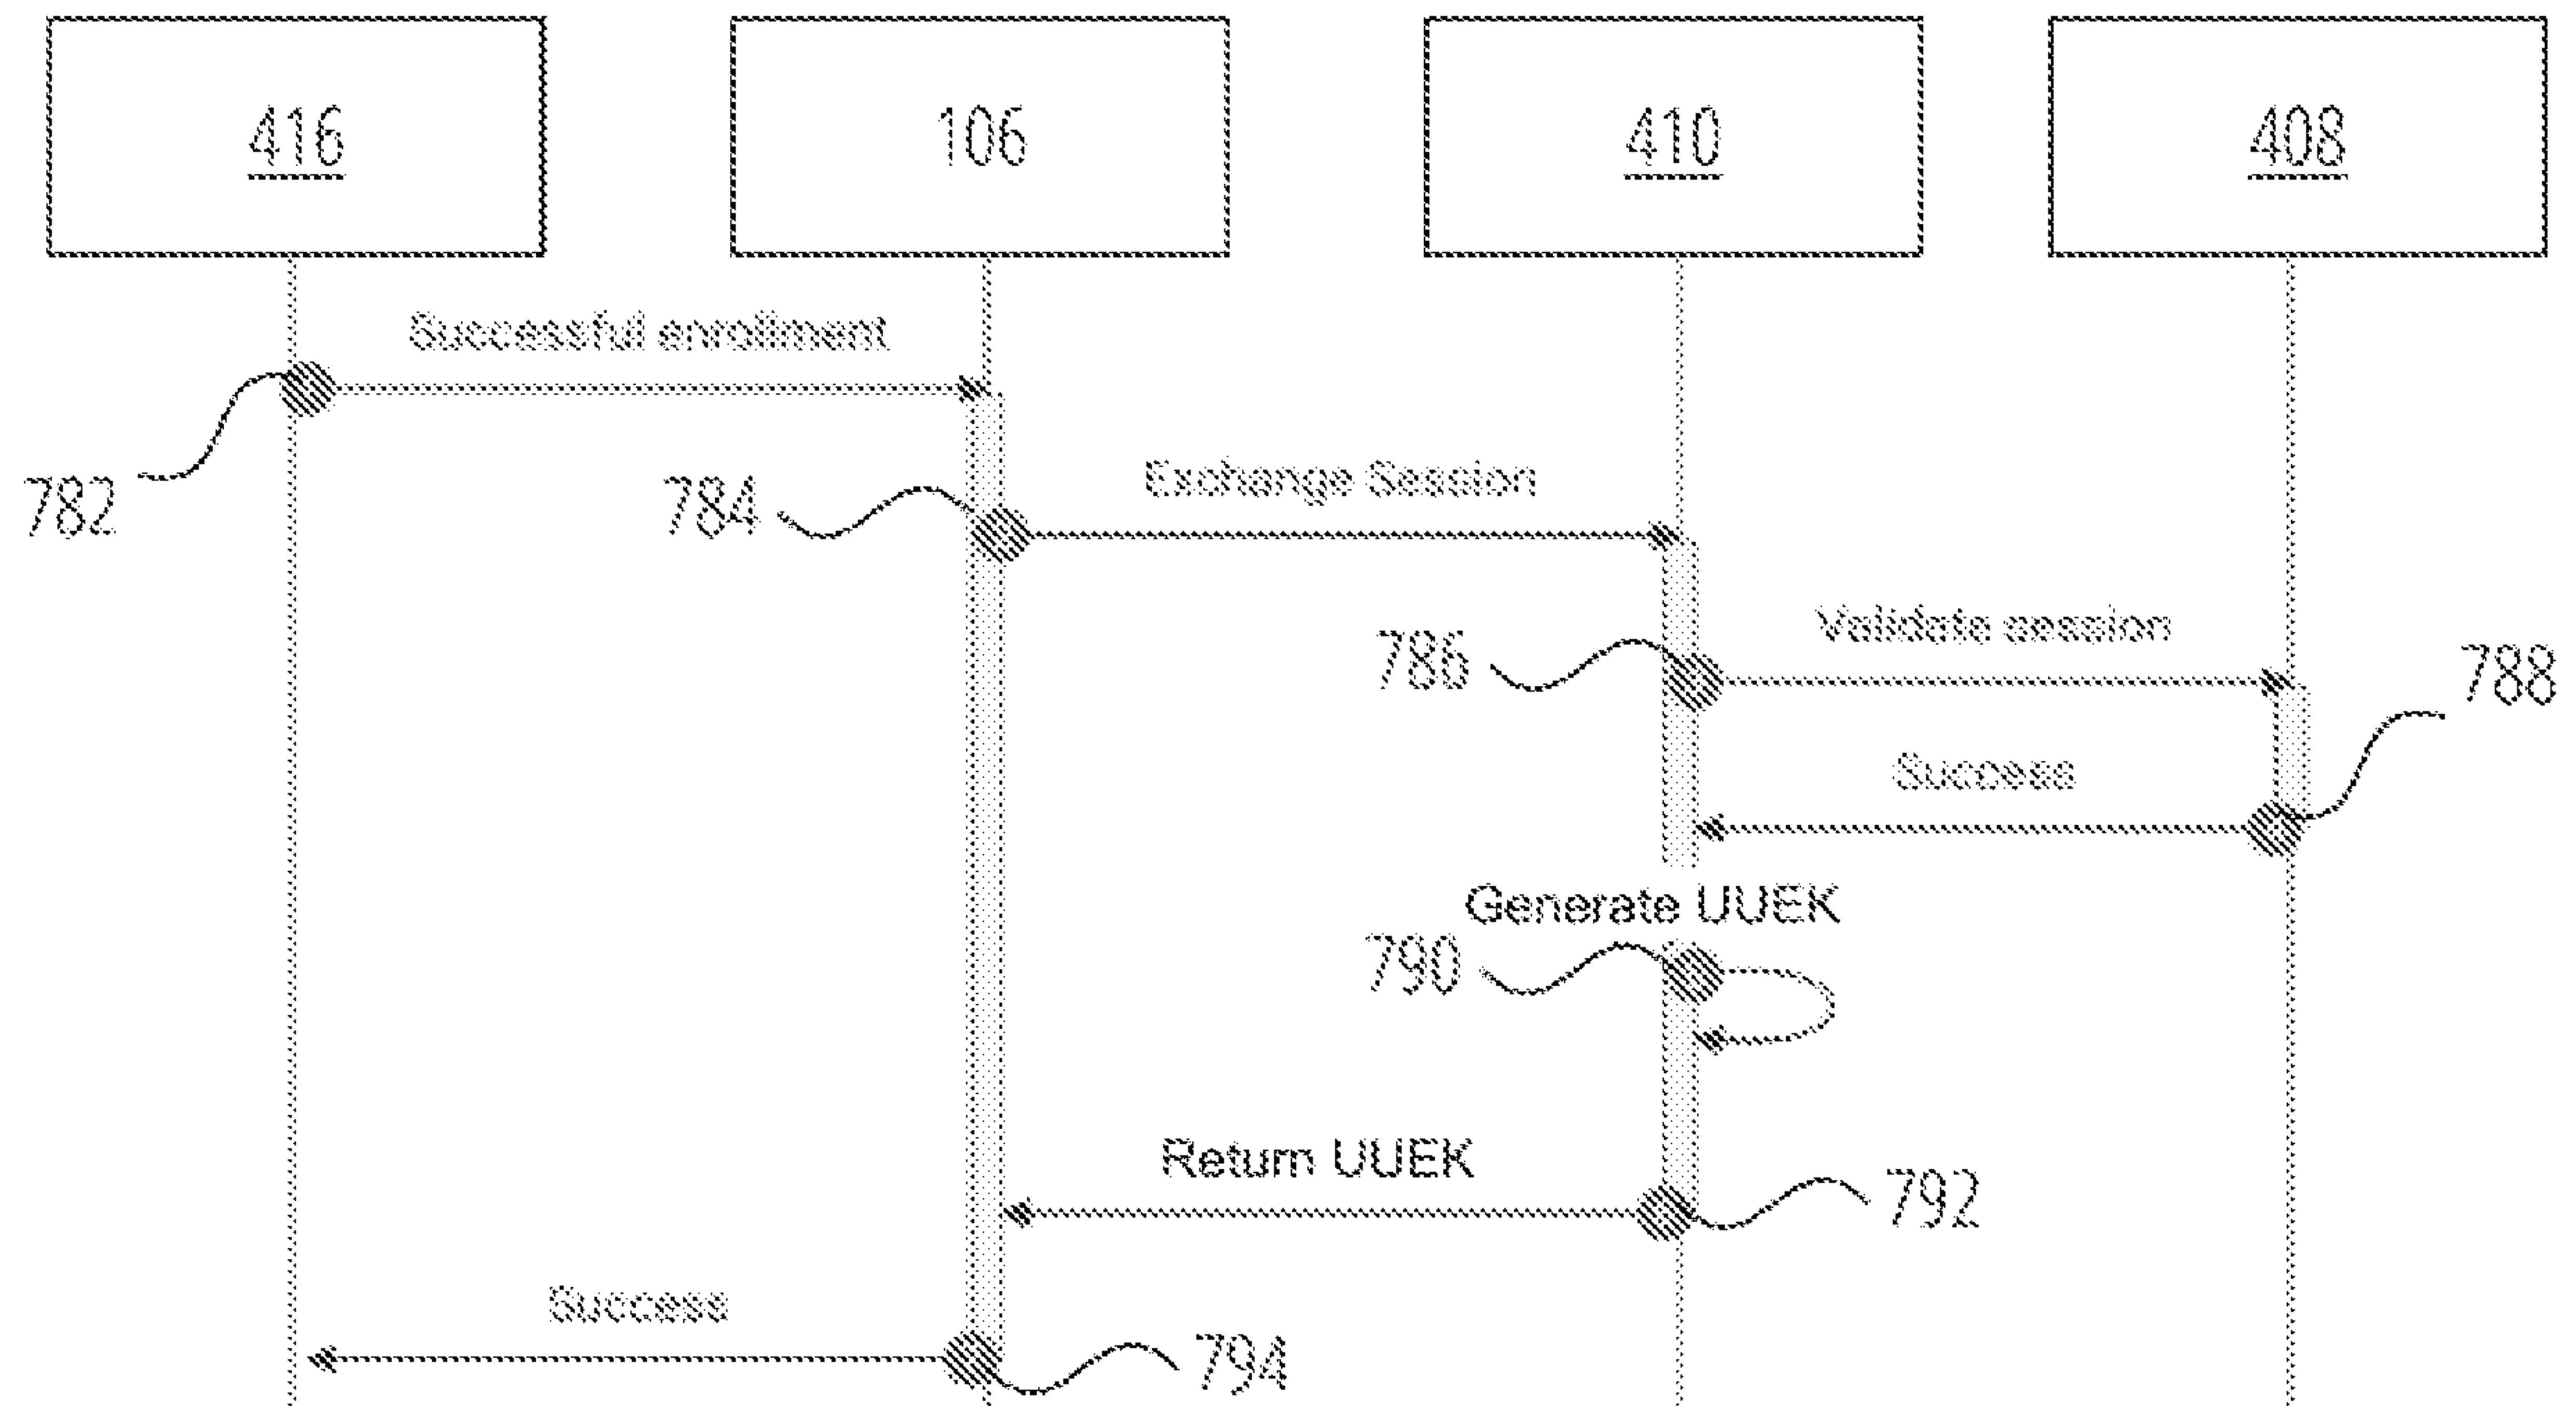 416 106 410 408
Successful enrollment
782
784
Exchange Session
786
Validate session
788
Success
Generate UUEK
790
Return UUEK
792
Success
794